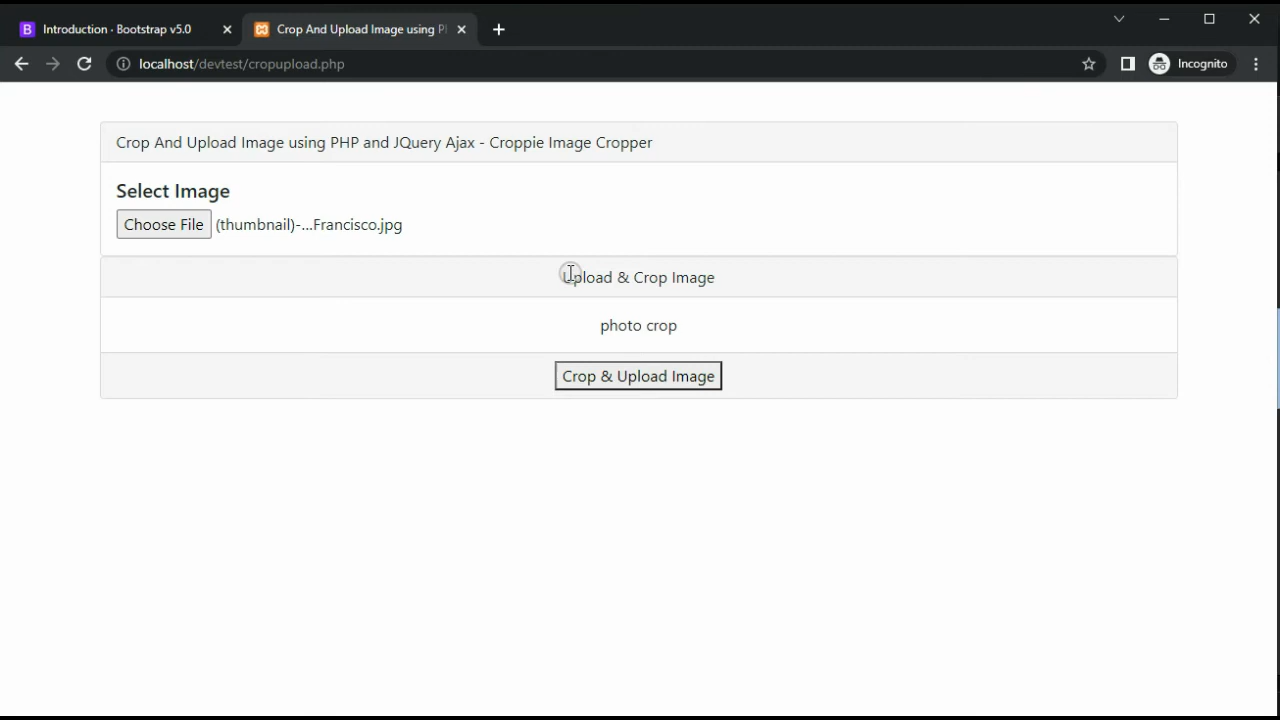 Introduction · Bootstrap v5.0
Crop And Upload Image using P
localhost/devtest/cropupload.php
Incognito
Crop And Upload Image using PHP and JQuery Ajax - Croppie Image Cropper
Select Image
Choose File (thumbnail)-...Francisco.jpg
Upload & Crop Image
photo crop
Crop & Upload Image